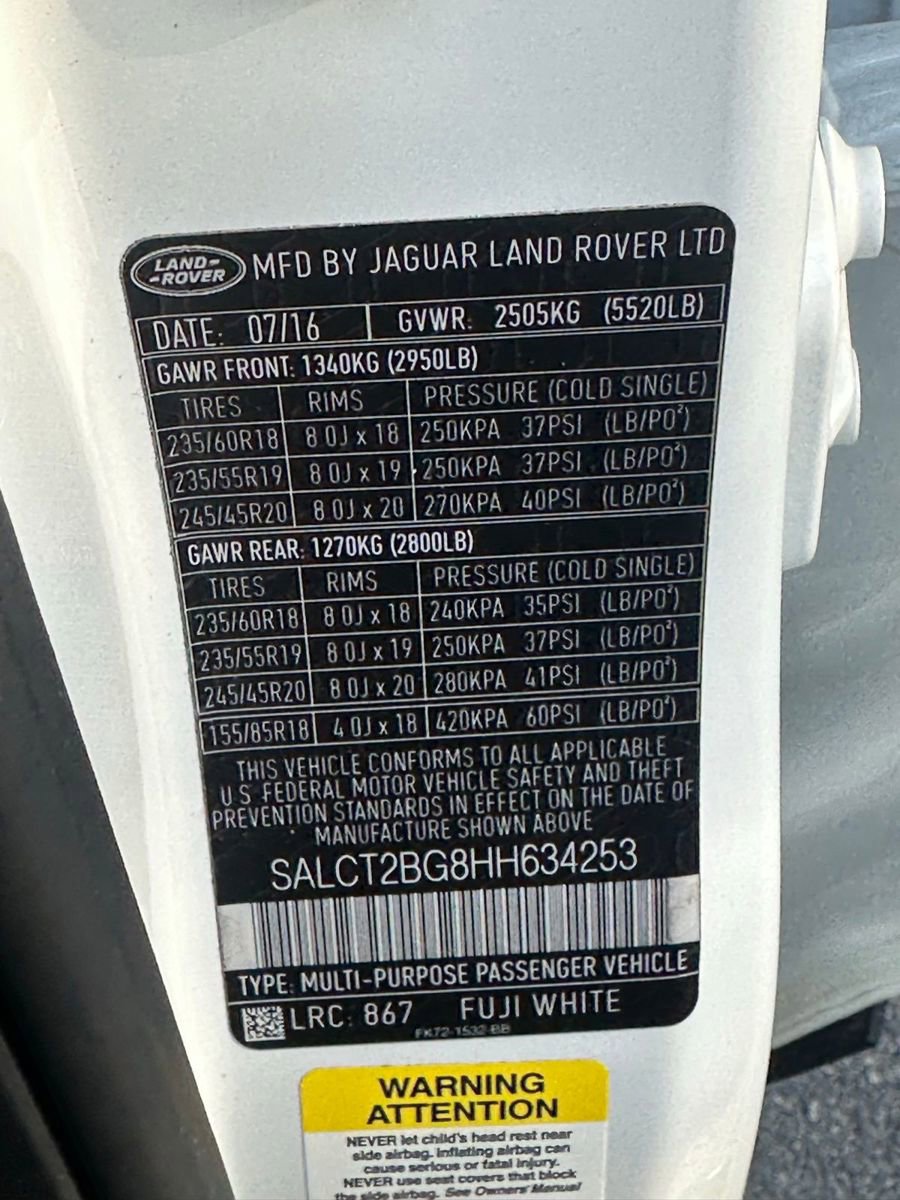 LAND-
-ROVER
MFD BY JAGUAR LAND ROVER LTD
DATE: 07/16 GVWR: 2505KG (5520LB)
GAWR FRONT: 1340KG (2950LB)
TIRES RIMS PRESSURE (COLD SINGLE)
235/60R18 8.0J x 18 250KPA 37PSI (LB/PO²)
235/55R19 8.0J x 19 250KPA 37PSI (LB/PO²)
245/45R20 8.0J x 20 270KPA 40PSI (LB/PO²)
GAWR REAR: 1270KG (2800LB)
TIRES RIMS PRESSURE (COLD SINGLE)
235/60R18 8.0J x 18 240KPA 35PSI (LB/PO²)
235/55R19 8.0J x 19 250KPA 37PSI (LB/PO²)
245/45R20 8.0J x 20 280KPA 41PSI (LB/PO²)
155/85R18 4.0J x 18 420KPA 60PSI (LB/PO²)
THIS VEHICLE CONFORMS TO ALL APPLICABLE
U.S. FEDERAL MOTOR VEHICLE SAFETY AND THEFT
PREVENTION STANDARDS IN EFFECT ON THE DATE OF
MANUFACTURE SHOWN ABOVE
SALCT2BG8HH634253
TYPE: MULTI-PURPOSE PASSENGER VEHICLE
LRC: 867 FUJI WHITE
FK72-1532-BB
WARNING
ATTENTION
NEVER let child's head rest near
side airbag. Inflating airbag can
cause serious or fatal injury.
NEVER use seat covers that block
the side airbag. See Owners Manual